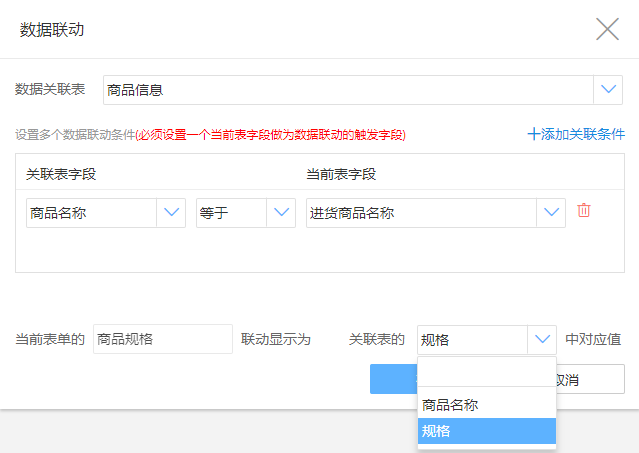 数据联动
数据关联表 商品信息
设置多个数据联动条件(必须设置一个当前表字段做为数据联动的触发字段) 十添加关联条件
关联表字段 当前表字段
商品名称 等于 进货商品名称
当前表单的 商品规格 联动显示为 关联表的 规格 中对应值
取消
商品名称
规格